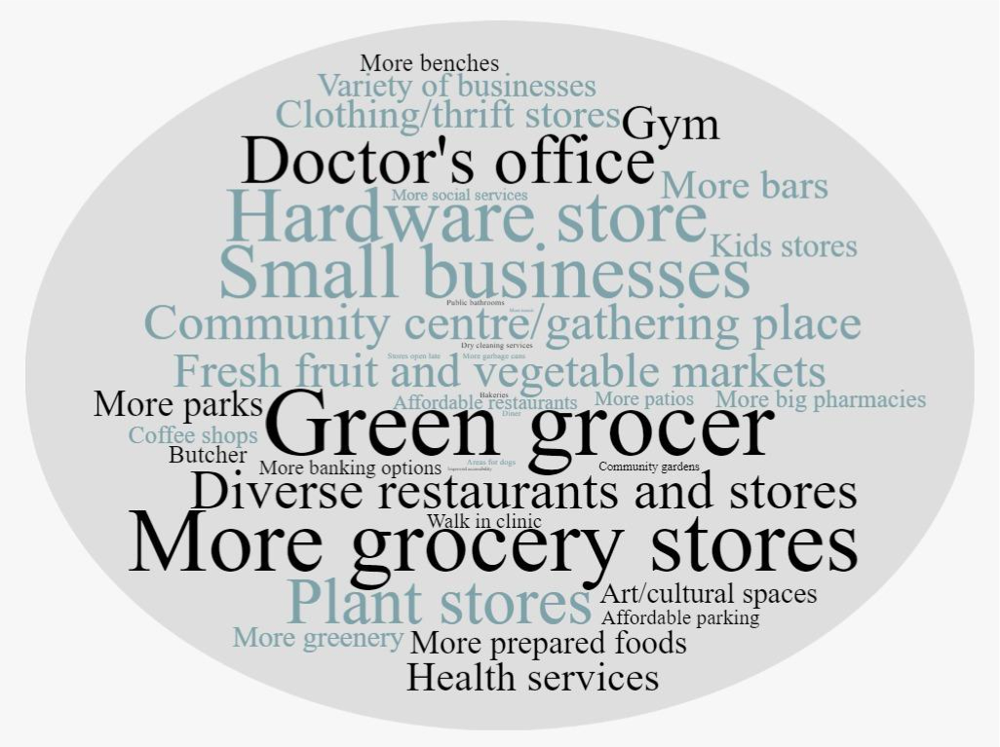 More benches
Variety of businesses
Clothing/thrift stores
Gym
Doctor's office
More bars
More social services
Hardware store
Kids stores
Small businesses
Public bathrooms
Community centre/gathering place
Dry cleaning services
Stores open late
More garbage cans
Fresh fruit and vegetable markets
Bakeries
More parks
Affordable restaurants
More patios
More big pharmacies
Diner
Green grocer
Coffee shops
Butcher
More banking options
Areas for dogs
Improved accessibility
Community gardens
Diverse restaurants and stores
Walk in clinic
More grocery stores
Plant stores
Art/cultural spaces
Affordable parking
More greenery
More prepared foods
Health services